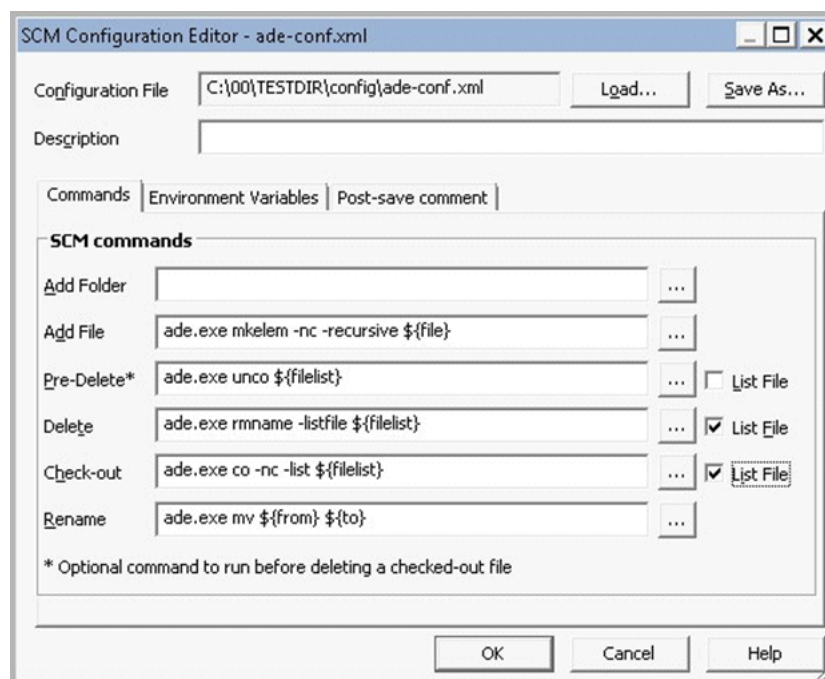 SCM Configuration Editor - ade-conf.xml
Configuration File C:\00\TESTDIR\config\ade-conf.xml Load... Save As...
Description
Commands Environment Variables Post-save comment
SCM commands
Add Folder ...
Add File ade.exe mkelem -nc -recursive ${file} ...
Pre-Delete* ade.exe unco ${filelist} ... List File
Delete ade.exe rmname -listfile ${filelist} ... List File
Check-out ade.exe co -nc -list ${filelist} ... List File
Rename ade.exe mv ${from} ${to} ...
* Optional command to run before deleting a checked-out file
OK Cancel Help